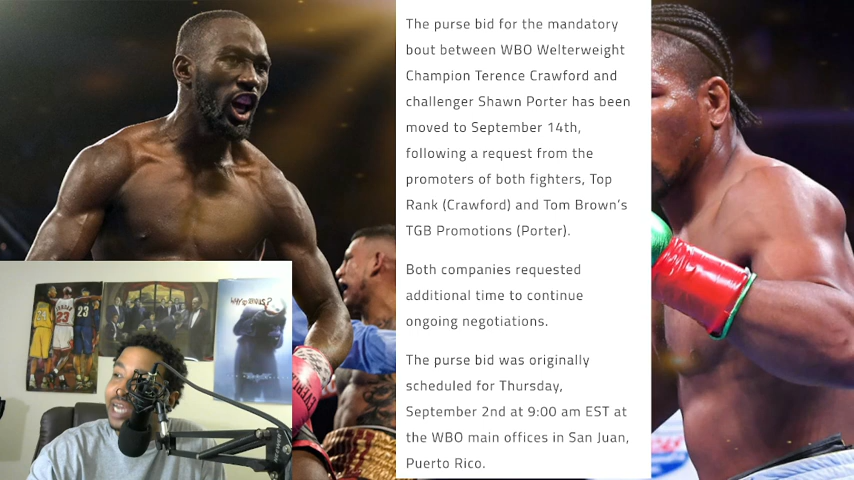 The purse bid for the mandatory
bout between WBO Welterweight
Champion Terence Crawford and
challenger Shawn Porter has been
moved to September 14th,
following a request from the
promoters of both fighters, Top
Rank (Crawford) and Tom Brown’s
TGB Promotions (Porter).
Both companies requested
additional time to continue
ongoing negotiations.
The purse bid was originally
scheduled for Thursday,
September 2nd at 9:00 am EST at
the WBO main offices in San Juan,
Puerto Rico.
24
23
23